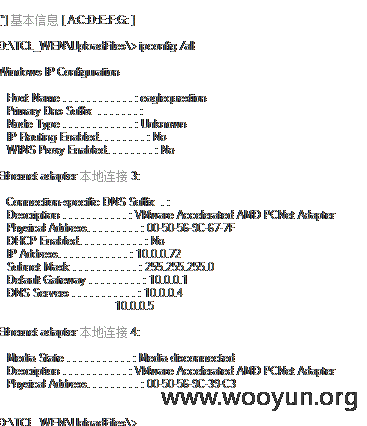 [*] 基本信息 [ A:C:D:E:F:G: ]
D:\TCL_WEN\UploadFiles\> ipconfig /all
Windows IP Configuration
Host Name . . . . . . . . . . . . :
Primary Dns Suffix . . . . . . . :
Node Type . . . . . . . . . . . . : Unknown
IP Routing Enabled. . . . . . . . : No
WINS Proxy Enabled. . . . . . . . : No
Ethernet adapter 本地连接 3:
Connection-specific DNS Suffix . :
Description . . . . . . . . . . . : VMware Accelerated AMD PCNet Adapter
Physical Address. . . . . . . . . : 00-50-56-9C-67-7F
DHCP Enabled. . . . . . . . . . . : No
IP Address. . . . . . . . . . . . : 10.0.0.72
Subnet Mask . . . . . . . . . . . : 255.255.255.0
Default Gateway . . . . . . . . . : 10.0.0.1
DNS Servers . . . . . . . . . . . : 10.0.0.4
10.0.0.5
Ethernet adapter 本地连接 4:
Media State . . . . . . . . . . . : Media disconnected
Description . . . . . . . . . . . : VMware Accelerated AMD PCNet Adapter
Physical Address. . . . . . . . . : 00-50-56-9C-39-C3
www.wooyun.org
D:\TCL_WEN\UploadFiles\>